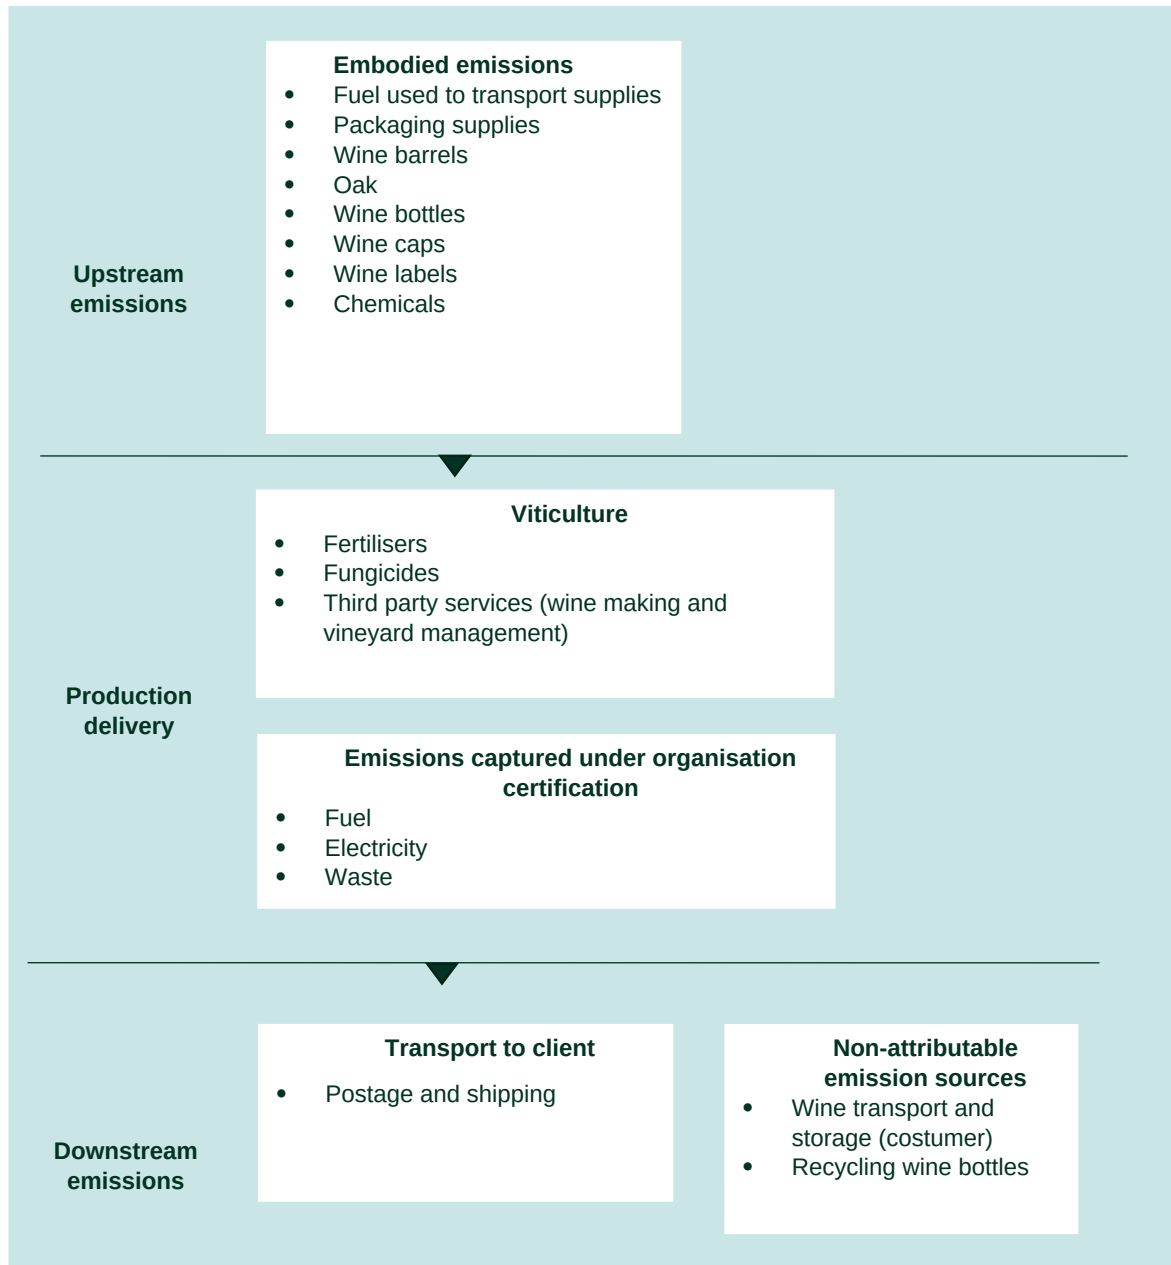 Embodied emissions
• Fuel used to transport supplies
• Packaging supplies
• Wine barrels
• Oak
• Wine bottles
• Wine caps
• Wine labels
• Chemicals
Upstream
emissions
Viticulture
• Fertilisers
• Fungicides
• Third party services (wine making and
vineyard management)
Production
delivery
Emissions captured under organisation
certification
• Fuel
• Electricity
• Waste
Transport to client
• Postage and shipping
Non-attributable
emission sources
• Wine transport and
storage (costumer)
• Recycling wine bottles
Downstream
emissions